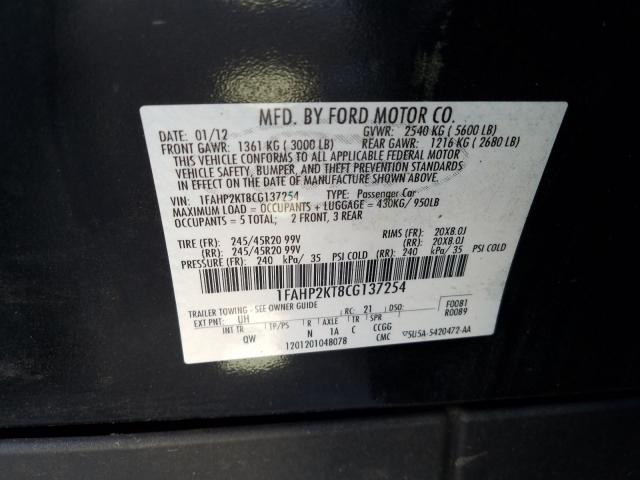 MFD. BY FORD MOTOR CO.
DATE: 01/12 GVWR: 2540 KG ( 5600 LB)
FRONT GAWR: 1361 KG ( 3000 LB) REAR GAWR: 1216 KG ( 2680 LB)
THIS VEHICLE CONFORMS TO ALL APPLICABLE FEDERAL MOTOR
VEHICLE SAFETY, BUMPER, AND THEFT PREVENTION STANDARDS
IN EFFECT ON THE DATE OF MANUFACTURE SHOWN ABOVE.
VIN: 1FAHP2KT8CG137254 TYPE: Passenger Car
MAXIMUM LOAD = OCCUPANTS + LUGGAGE = 430KG/ 950LB
OCCUPANTS = 5 TOTAL; 2 FRONT, 3 REAR
TIRE (FR): 245/45R20 99V RIMS (FR): 20X8.0J
(RR): 245/45R20 99V (RR): 20X8.0J
PRESSURE (FR): 240 kPa/ 35 PSI COLD (RR): 240 kPa/ 35 PSI COLD
1FAHP2KT8CG137254
TRAILER TOWING - SEE OWNER GUIDE
EXT PNT: UH RC: 21 DSO: F0081
R0089
INT TR TP/PS R AXLE TR SPR
QW N 1A C CCGG
1201201048078 CMC ▽5U5A-5420472-AA